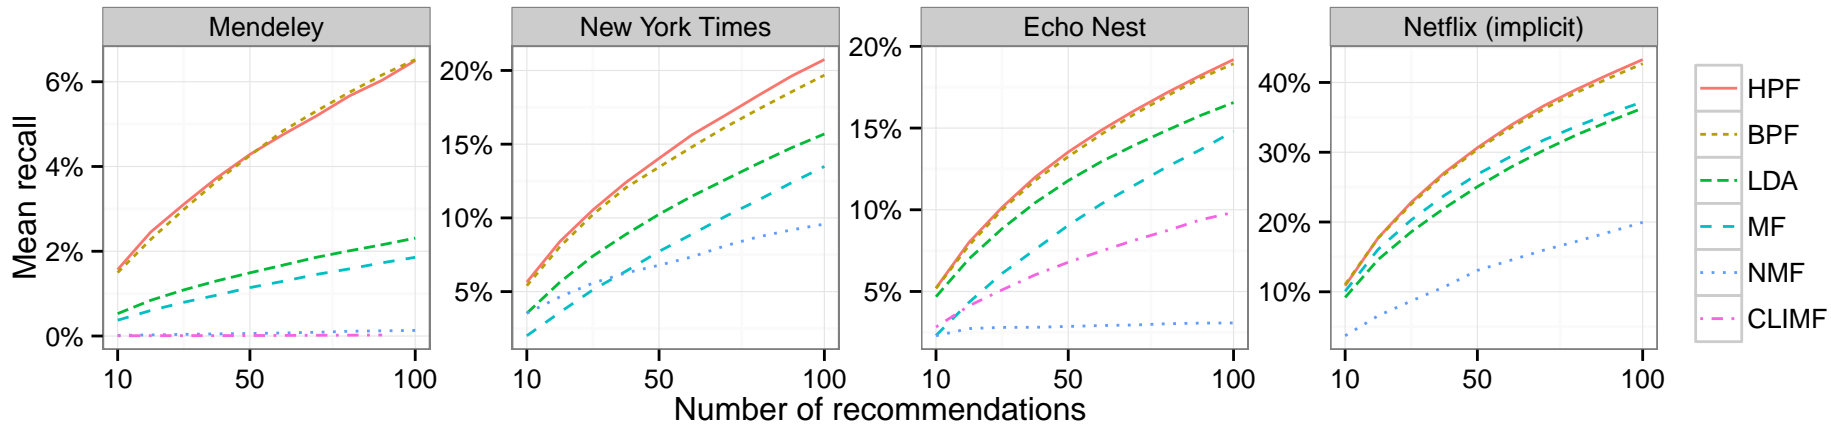 Mendeley
New York Times
Echo Nest
Netflix (implicit)
Mean recall
6%
4%
2%
0%
20%
15%
10%
5%
20%
15%
10%
5%
40%
30%
20%
10%
10 50 100
10 50 100
10 50 100
10 50 100
Number of recommendations
HPF
BPF
LDA
MF
NMF
CLIMF